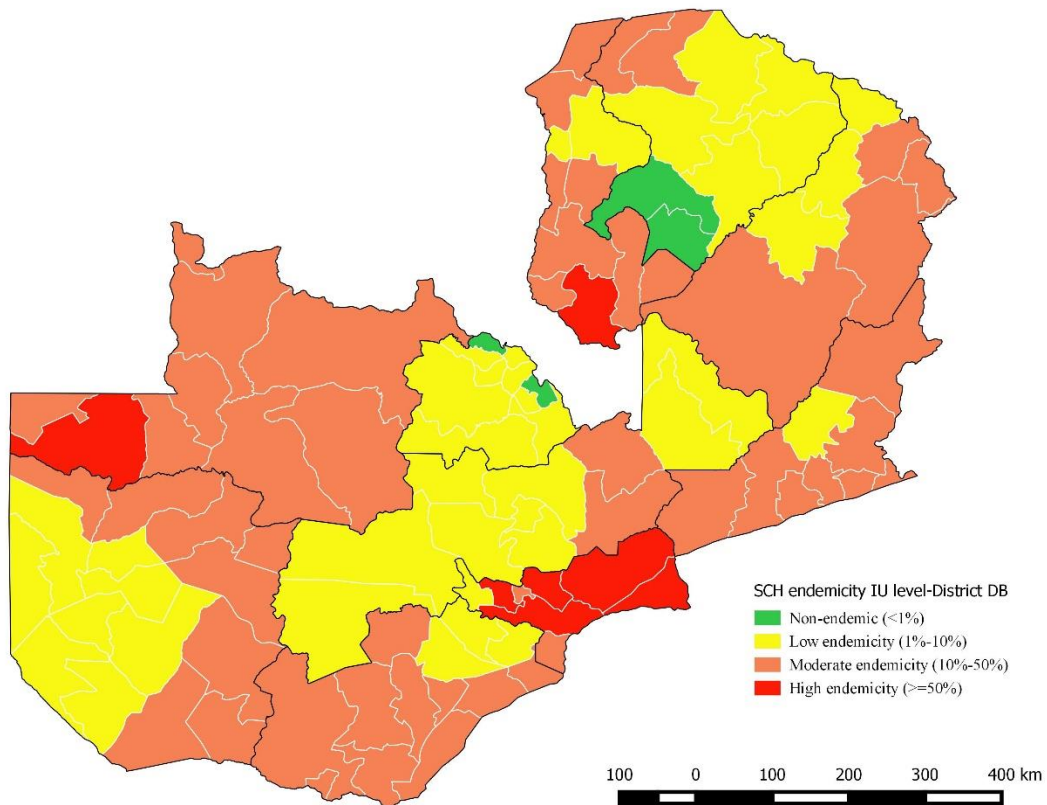 SCH endemicity IU level-District DB
Non-endemic (<1%)
Low endemicity (1%-10%)
Moderate endemicity (10%-50%)
High endemicity (>=50%)
100 0 100 200 300 400 km